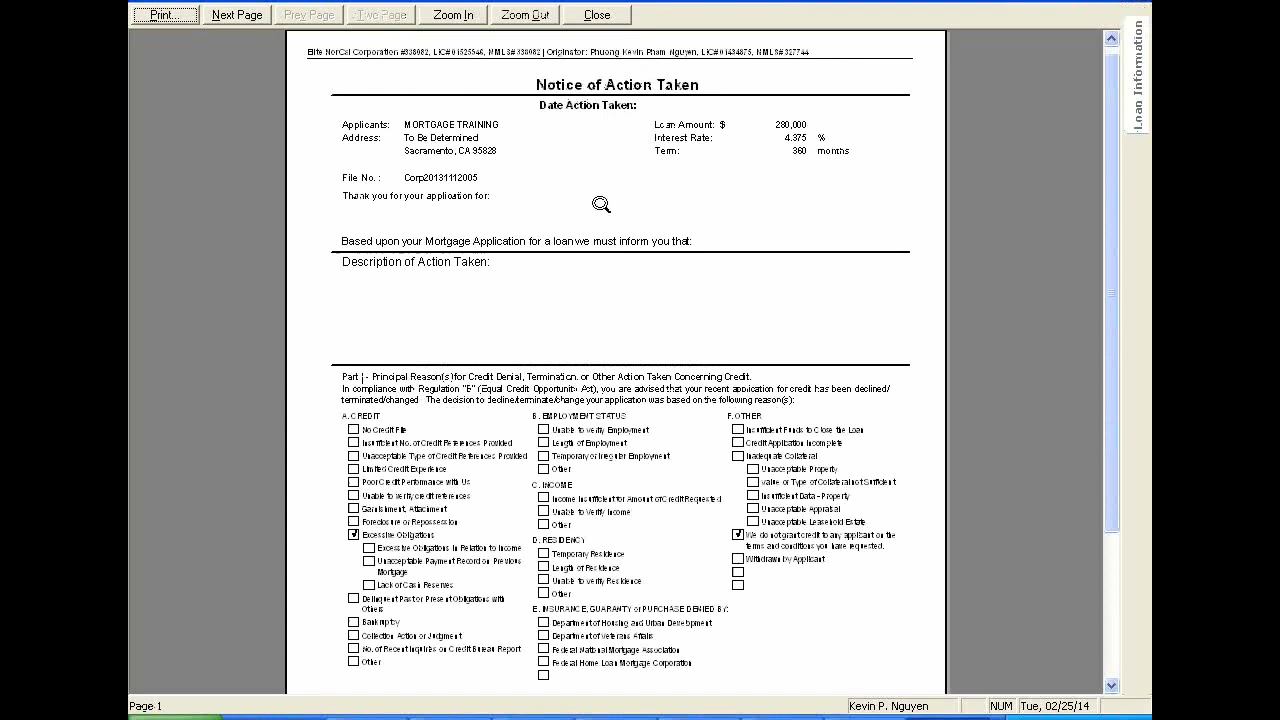 Print... Next Page Prev Page Two Page Zoom In Zoom Out Close
Loan Information
Elite NorCal Corporation #339082, LIC# 01525540, NMLS# 339082 | Originator: Phuong Kevin Pham Nguyen, LIC# 01434875, NMLS# 327744
Notice of Action Taken
Date Action Taken:
Applicants: MORTGAGE TRAINING Loan Amount: $ 280,000
Address: To Be Determined Interest Rate: 4.375 %
Sacramento, CA 95828 Term: 360 months
File No. : Corp20131112005
Thank you for your application for:
Based upon your Mortgage Application for a loan we must inform you that:
Description of Action Taken:
Part I - Principal Reason(s) for Credit Denial, Termination, or Other Action Taken Concerning Credit.
In compliance with Regulation "B" (Equal Credit Opportunity Act), you are advised that your recent application for credit has been declined/
terminated/changed. The decision to decline/terminate/change your application was based on the following reason(s):
A. CREDIT
No Credit File
Insufficient No. of Credit References Provided
Unacceptable Type of Credit References Provided
Limited Credit Experience
Poor Credit Performance with Us
Unable to verify credit references
Garnishment, Attachment
Foreclosure or Repossession
Excessive Obligations
Excessive Obligations In Relation to Income
Unacceptable Payment Record on Previous
Mortgage
Lack of Cash Reserves
Delinquent Past or Present Obligations with
Others
Bankruptcy
Collection Action or Judgment
No. of Recent Inquiries on Credit Bureau Report
Other
B. EMPLOYMENT STATUS
Unable to verify Employment
Length of Employment
Temporary or Irregular Employment
Other
C. INCOME
Income Insufficient for Amount of Credit Requested
Unable to Verify Income
Other
D. RESIDENCY
Temporary Residence
Length of Residence
Unable to verify Residence
Other
E. INSURANCE, GUARANTY or PURCHASE DENIED BY:
Department of Housing and Urban Development
Department of Veterans Affairs
Federal National Mortgage Association
Federal Home Loan Mortgage Corporation
F. OTHER
Insufficient Funds to Close the Loan
Credit Application Incomplete
Inadequate Collateral
Unacceptable Property
Value or Type of Collateral not Sufficient
Insufficient Data - Property
Unacceptable Appraisal
Unacceptable Leasehold Estate
We do not grant credit to any applicant on the
terms and conditions you have requested.
Withdrawn by Applicant
Page 1 Kevin P. Nguyen NUM Tue, 02/25/14